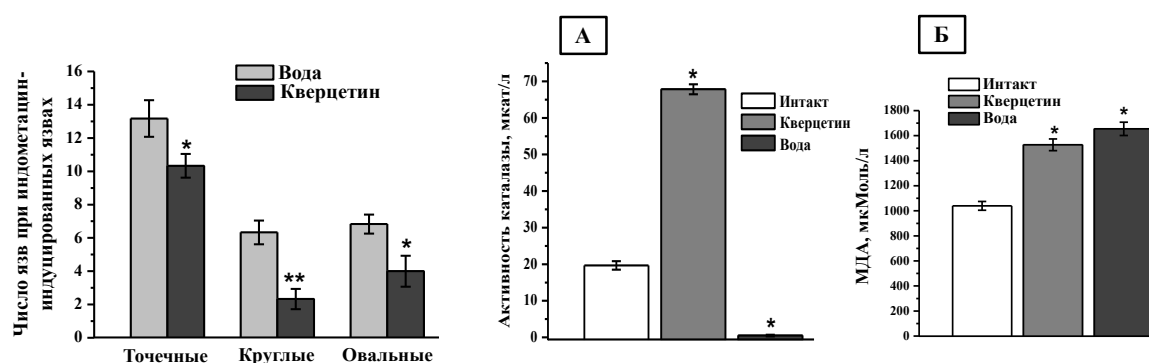 Число язв при индометацин-
индуцированных язвах
16
14
12
10
8
6
4
2
0
Вода
Кверцетин
*
**
*
Точечные
Круглые
Овальные
А
Активность каталазы, мкат/л
70
60
50
40
30
20
10
0
*
*
Интакт
Кверцетин
Вода
Б
МДА, мкМоль/л
Интакт
Кверцетин
Вода
1800
1600
1400
1200
1000
800
600
400
200
0
*
*